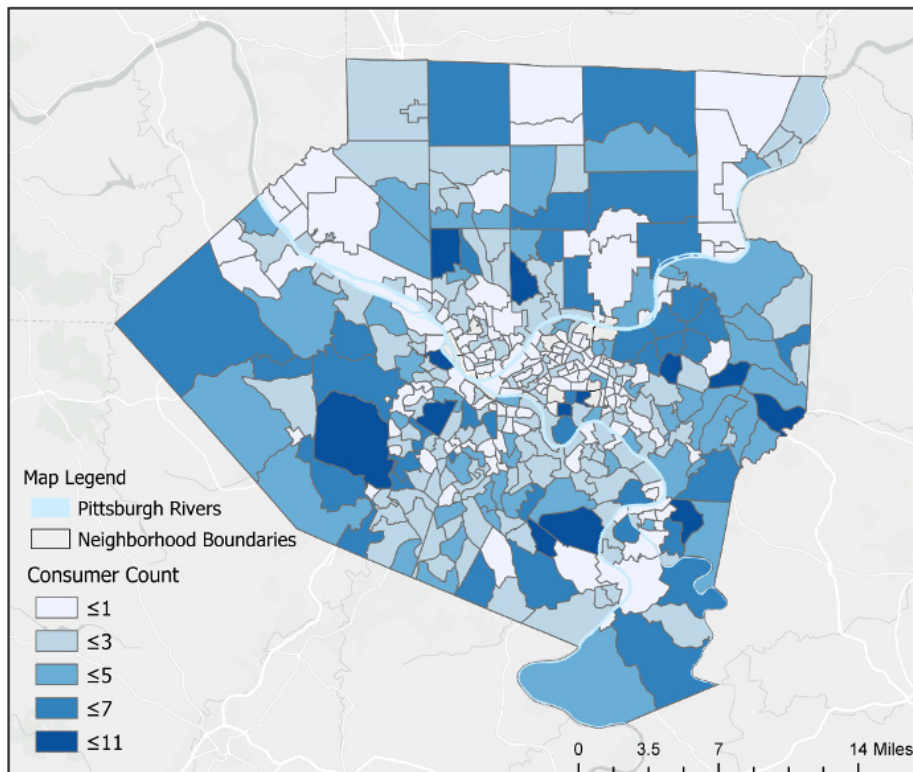 Map Legend
Pittsburgh Rivers
Neighborhood Boundaries
Consumer Count
≤1
≤3
≤5
≤7
≤11
0 3.5 7 14 Miles